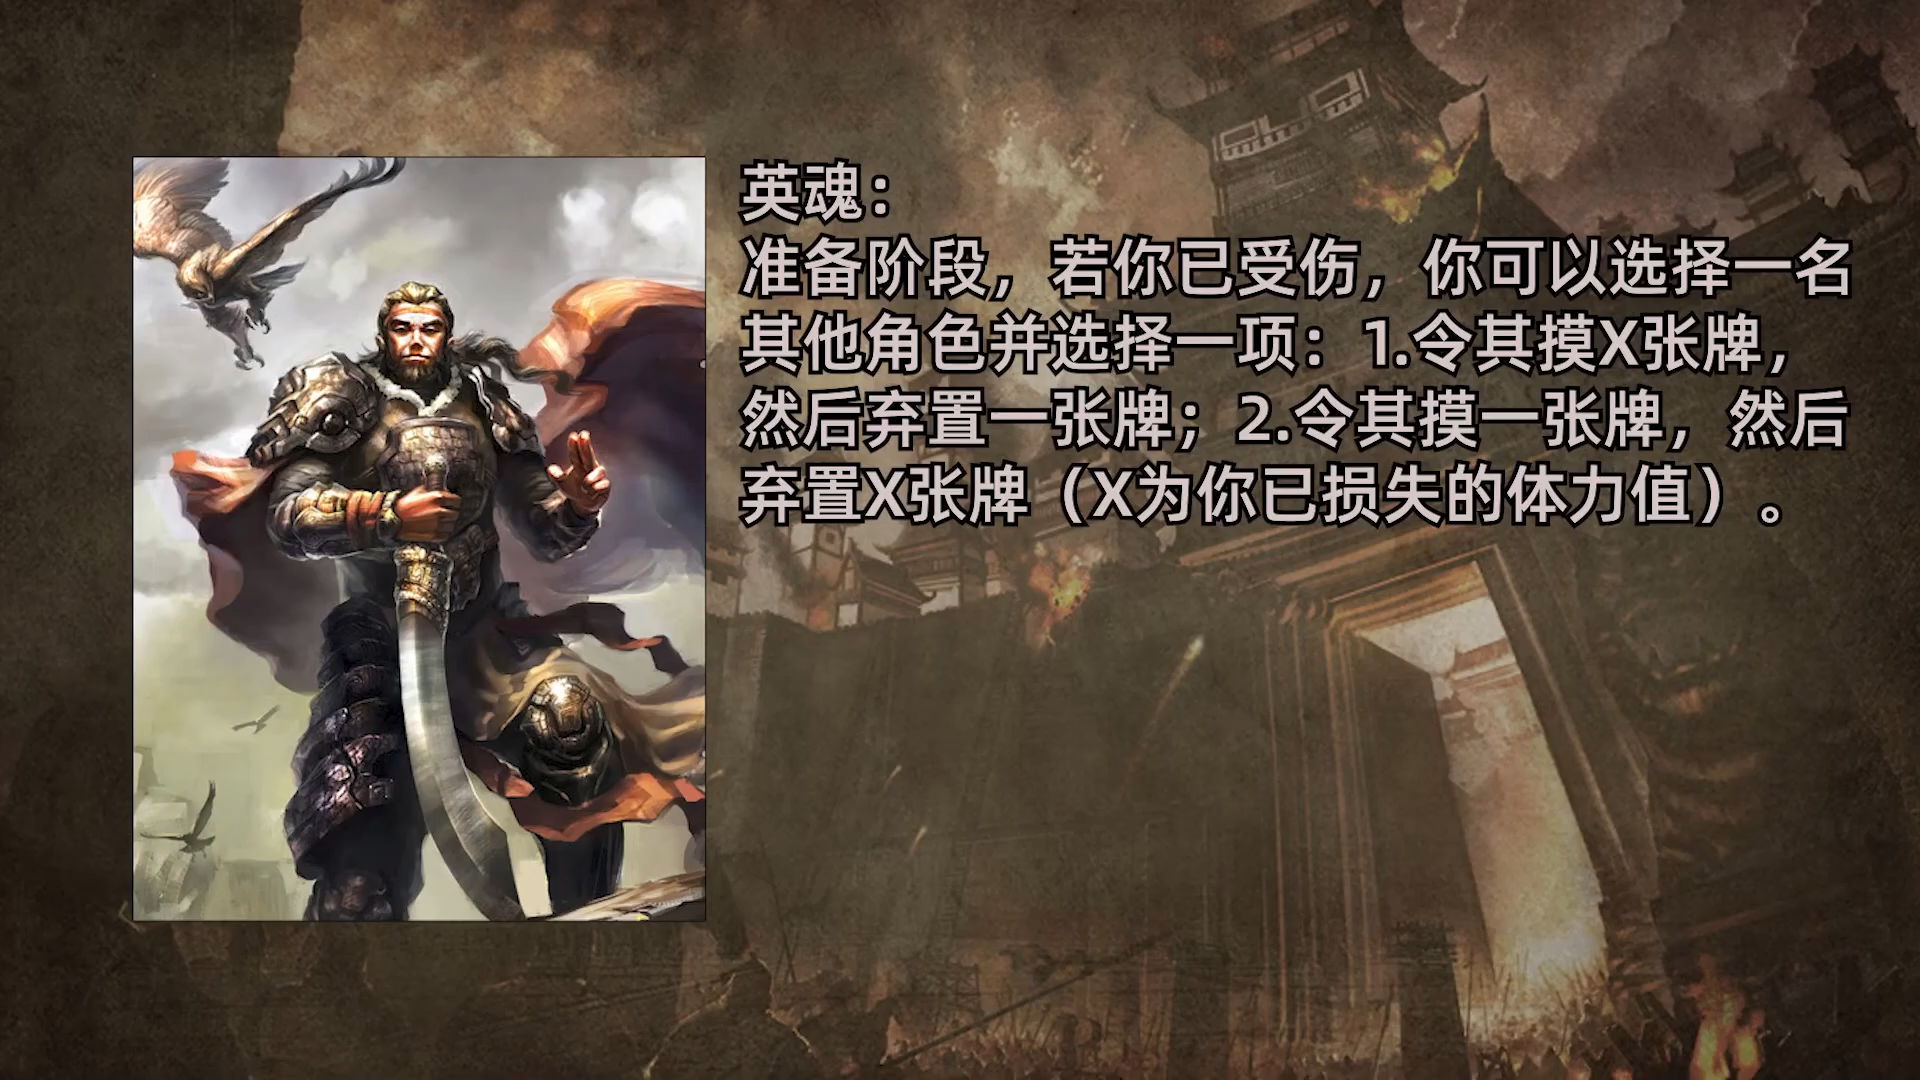 英魂：
准备阶段，若你已受伤，你可以选择一名
其他角色并选择一项：1.令其摸X张牌，
然后弃置一张牌；2.令其摸一张牌，然后
弃置X张牌（X为你已损失的体力值）。